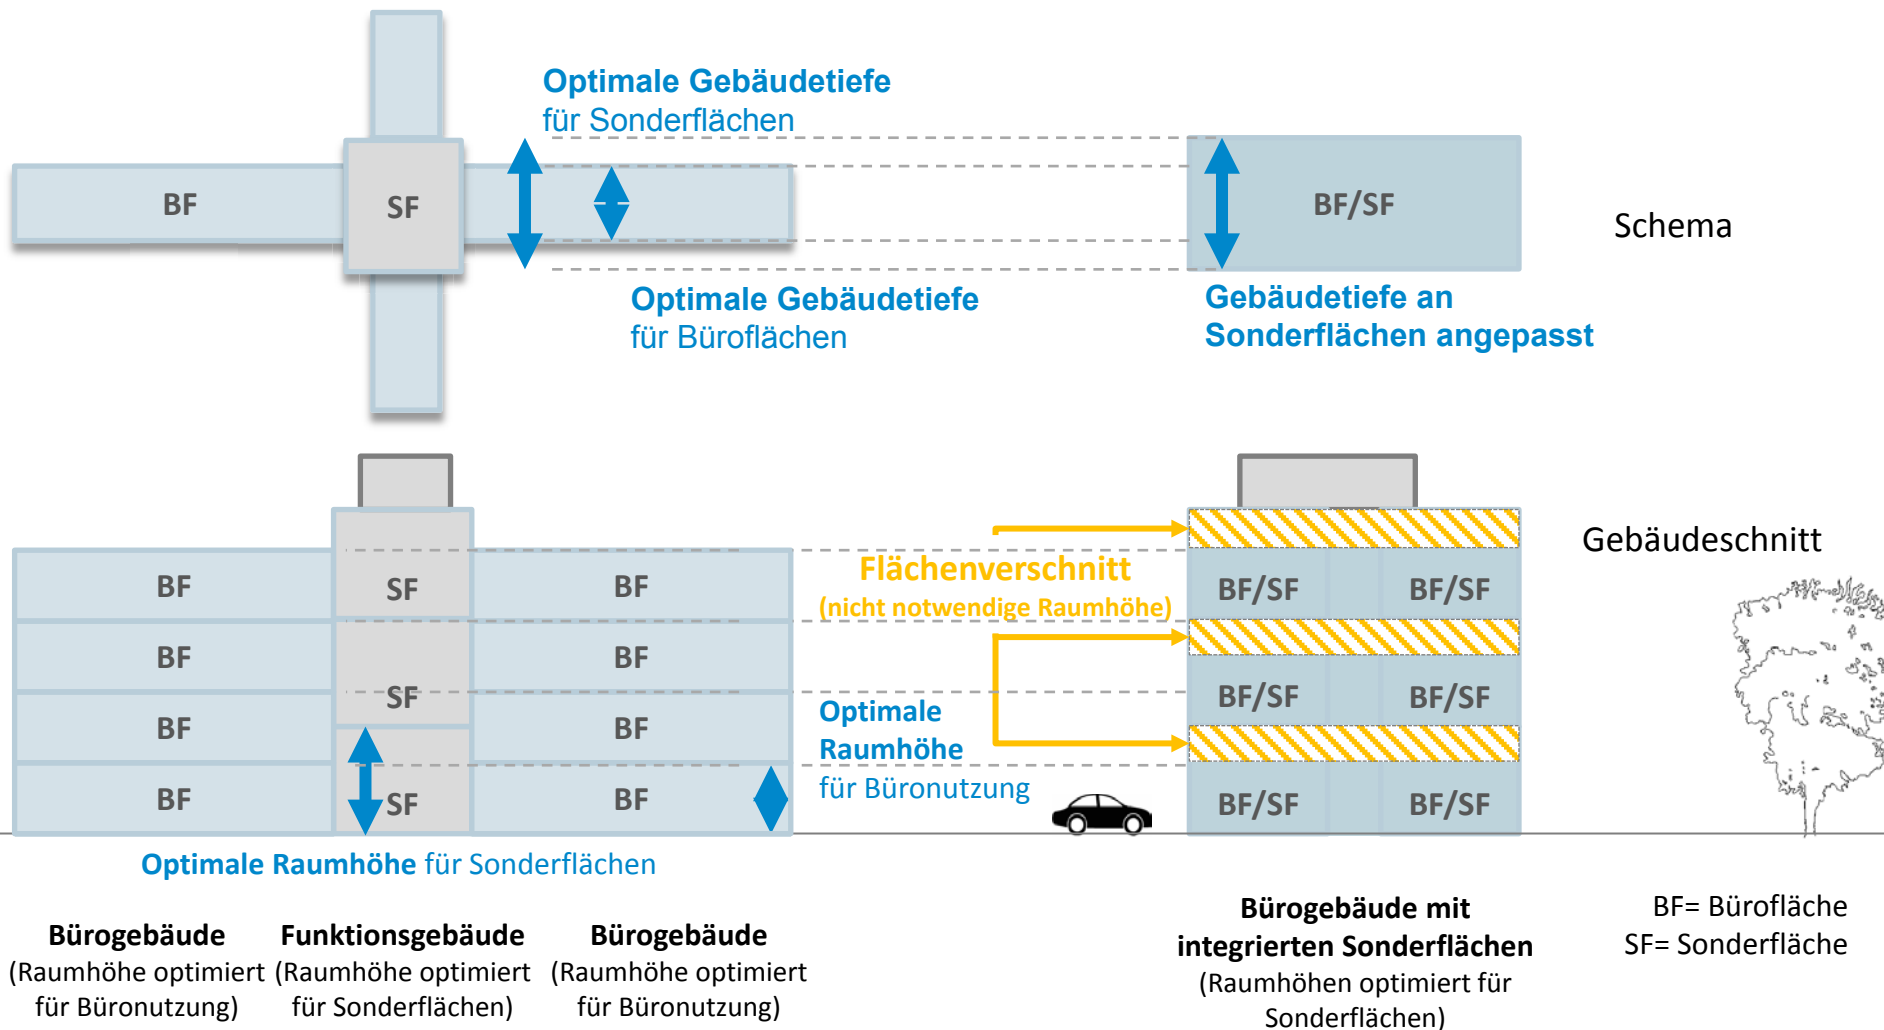 Optimale Gebäudetiefe
für Sonderflächen
BF
SF
BF/SF
Schema
Optimale Gebäudetiefe
für Büroflächen
Gebäudetiefe an
Sonderflächen angepasst
Gebäudeschnitt
BF
SF
BF
Flächenverschnitt
(nicht notwendige Raumhöhe)
BF/SF
BF/SF
BF
SF
BF
BF/SF
BF/SF
BF
BF
Optimale
Raumhöhe
für Büronutzung
BF
SF
BF
BF/SF
BF/SF
Optimale Raumhöhe für Sonderflächen
Bürogebäude
(Raumhöhe optimiert
für Büronutzung)
Funktionsgebäude
(Raumhöhe optimiert
für Sonderflächen)
Bürogebäude
(Raumhöhe optimiert
für Büronutzung)
Bürogebäude mit
integrierten Sonderflächen
(Raumhöhen optimiert für
Sonderflächen)
BF= Bürofläche
SF= Sonderfläche